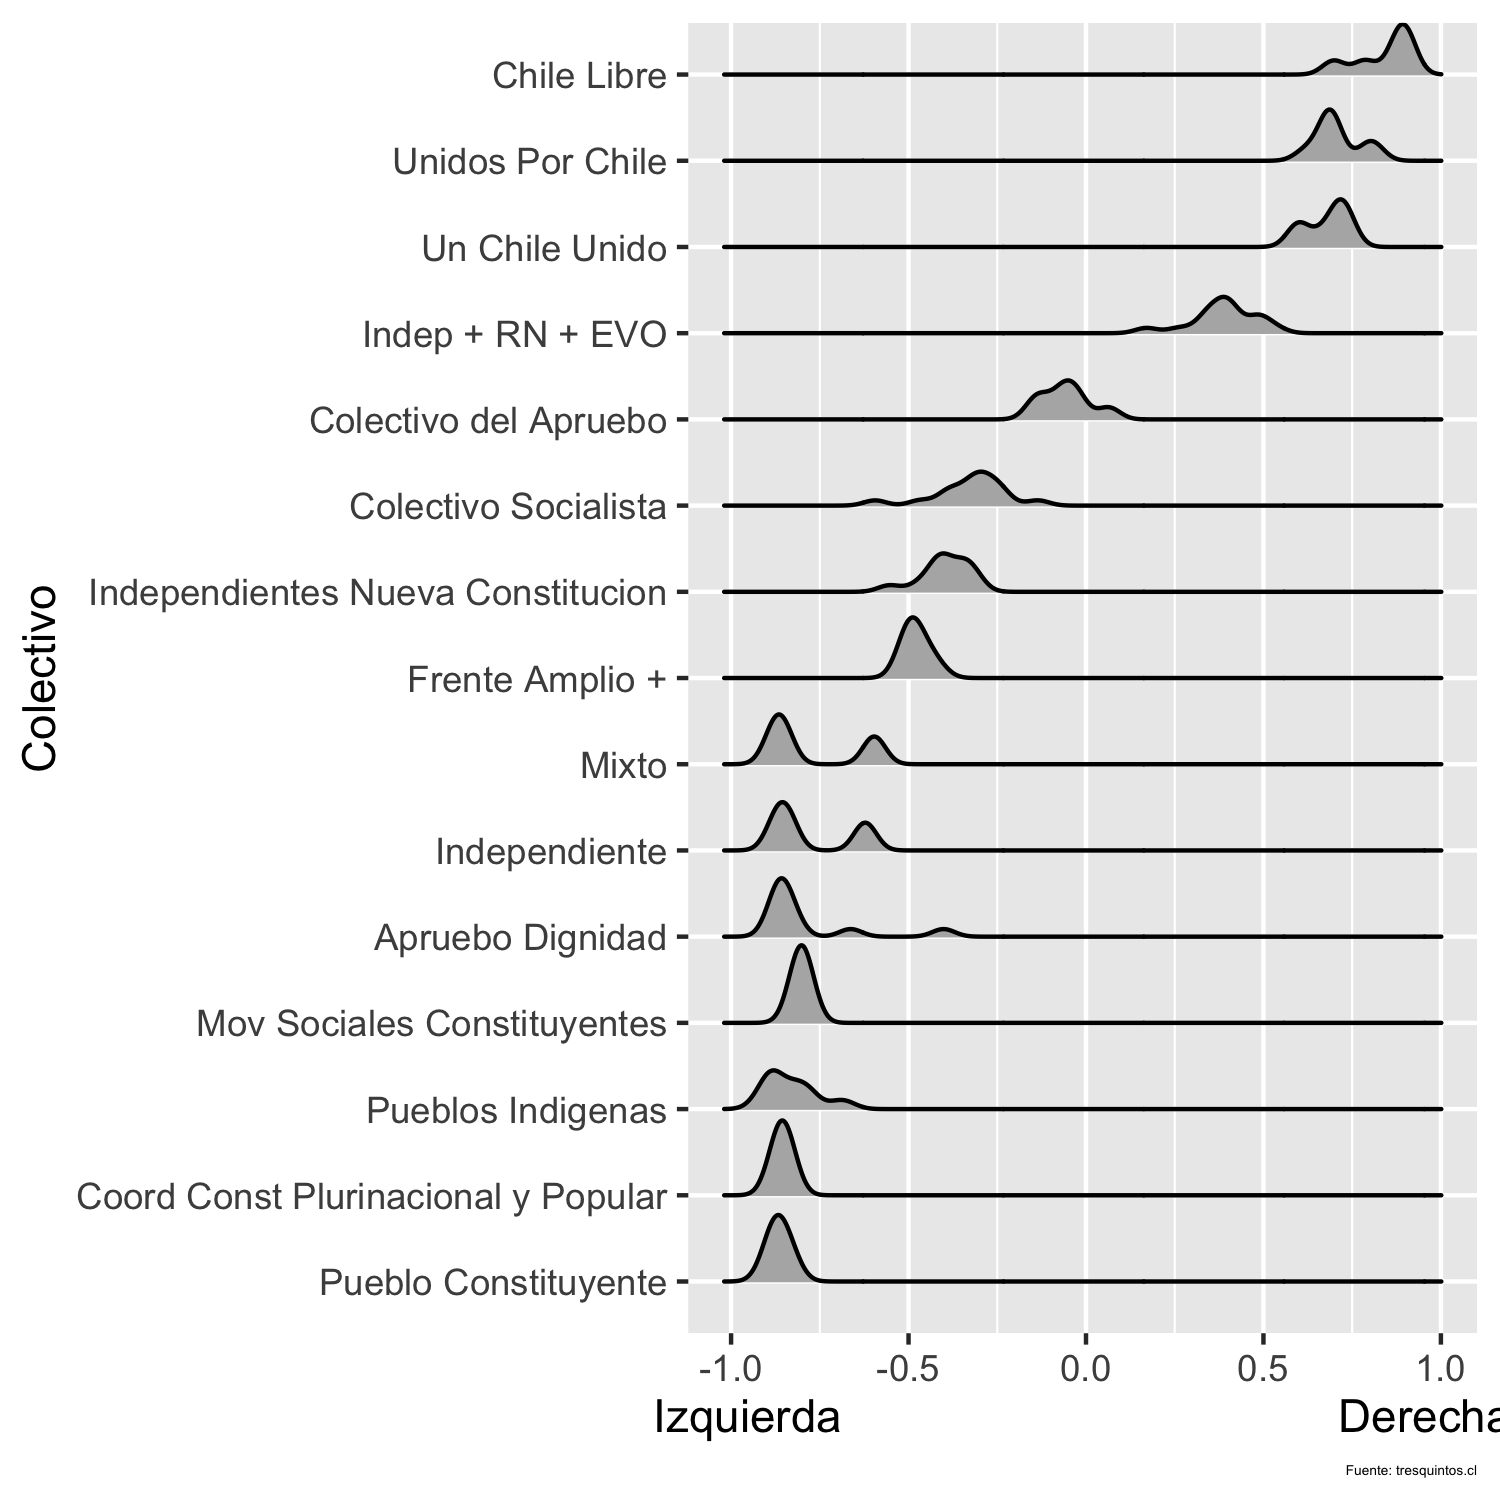 Chile Libre
Unidos Por Chile
Un Chile Unido
Indep + RN + EVO
Colectivo del Apruebo
Colectivo Socialista
Independientes Nueva Constitucion
Frente Amplio +
Mixto
Independiente
Apruebo Dignidad
Mov Sociales Constituyentes
Pueblos Indigenas
Coord Const Plurinacional y Popular
Pueblo Constituyente
Colectivo
-1.0 -0.5 0.0 0.5 1.0
Izquierda Derecha
Fuente: tresquintos.cl